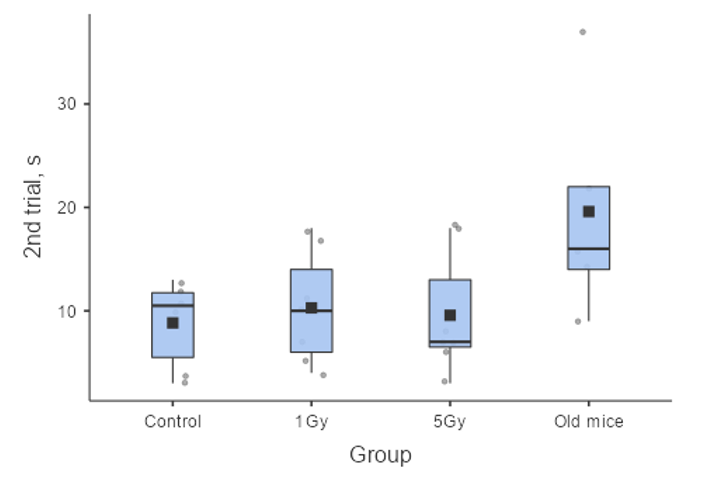 2nd trial, s
30
20
10
Control
1Gy
5Gy
Old mice
Group